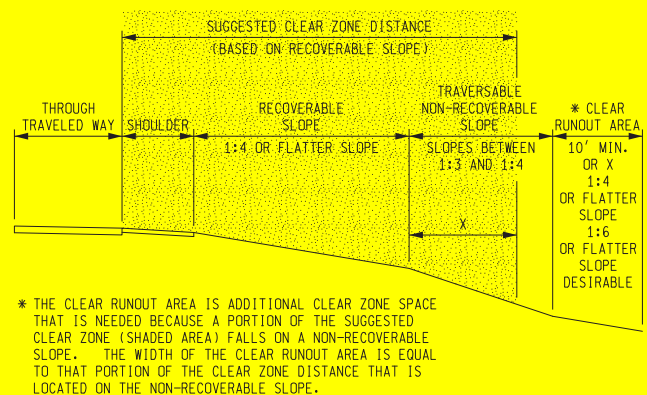 SUGGESTED CLEAR ZONE DISTANCE
(BASED ON RECOVERABLE SLOPE)
THROUGH
TRAVELED WAY
SHOULDER
RECOVERABLE
SLOPE
1:4 OR FLATTER SLOPE
TRAVERSABLE
NON-RECOVERABLE
SLOPE
SLOPES BETWEEN
1:3 AND 1:4
* CLEAR
RUNOUT AREA
10' MIN.
OR X
1:4
OR FLATTER
SLOPE
1:6
OR FLATTER
SLOPE
DESIRABLE
X
* THE CLEAR RUNOUT AREA IS ADDITIONAL CLEAR ZONE SPACE
THAT IS NEEDED BECAUSE A PORTION OF THE SUGGESTED
CLEAR ZONE (SHADED AREA) FALLS ON A NON-RECOVERABLE
SLOPE. THE WIDTH OF THE CLEAR RUNOUT AREA IS EQUAL
TO THAT PORTION OF THE CLEAR ZONE DISTANCE THAT IS
LOCATED ON THE NON-RECOVERABLE SLOPE.